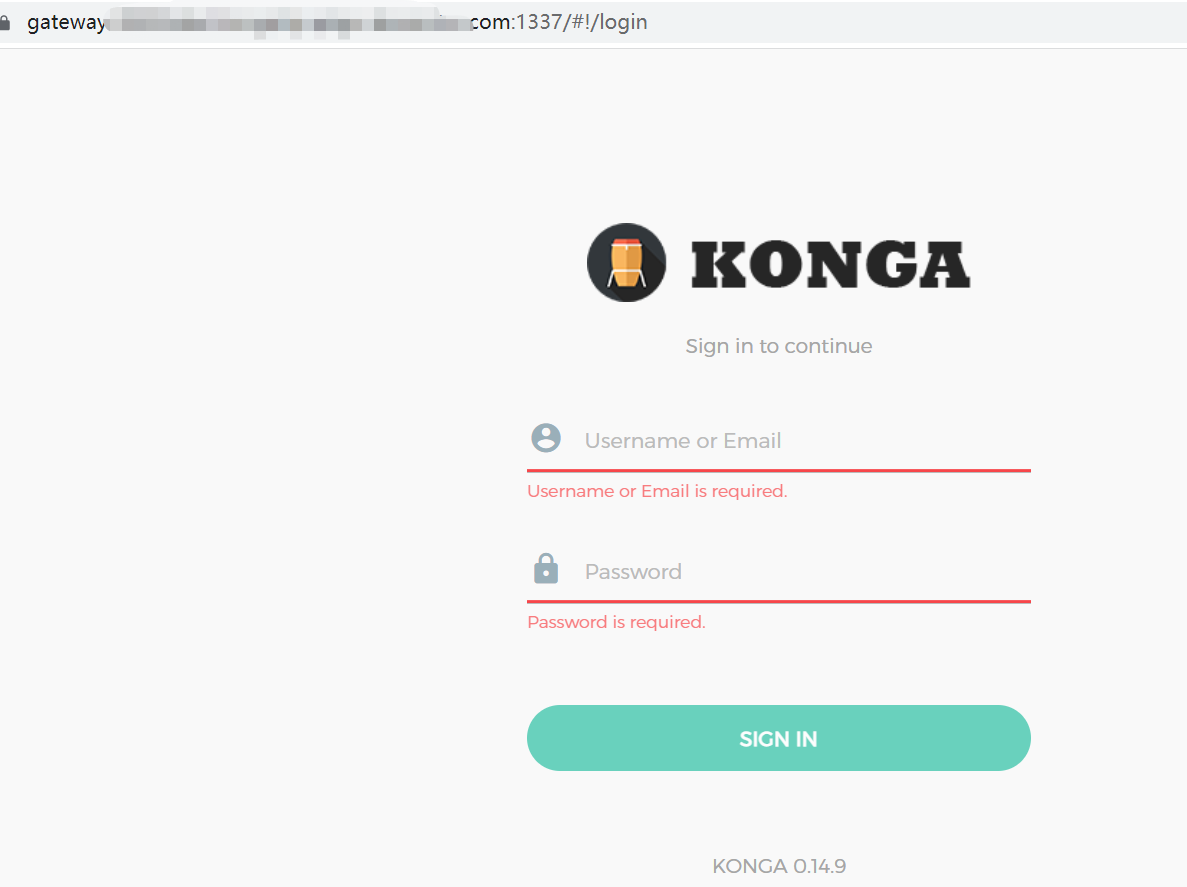 gateway com:1337/#!/login
KONGA
Sign in to continue
Username or Email
Username or Email is required.
Password
Password is required.
SIGN IN
KONGA 0.14.9